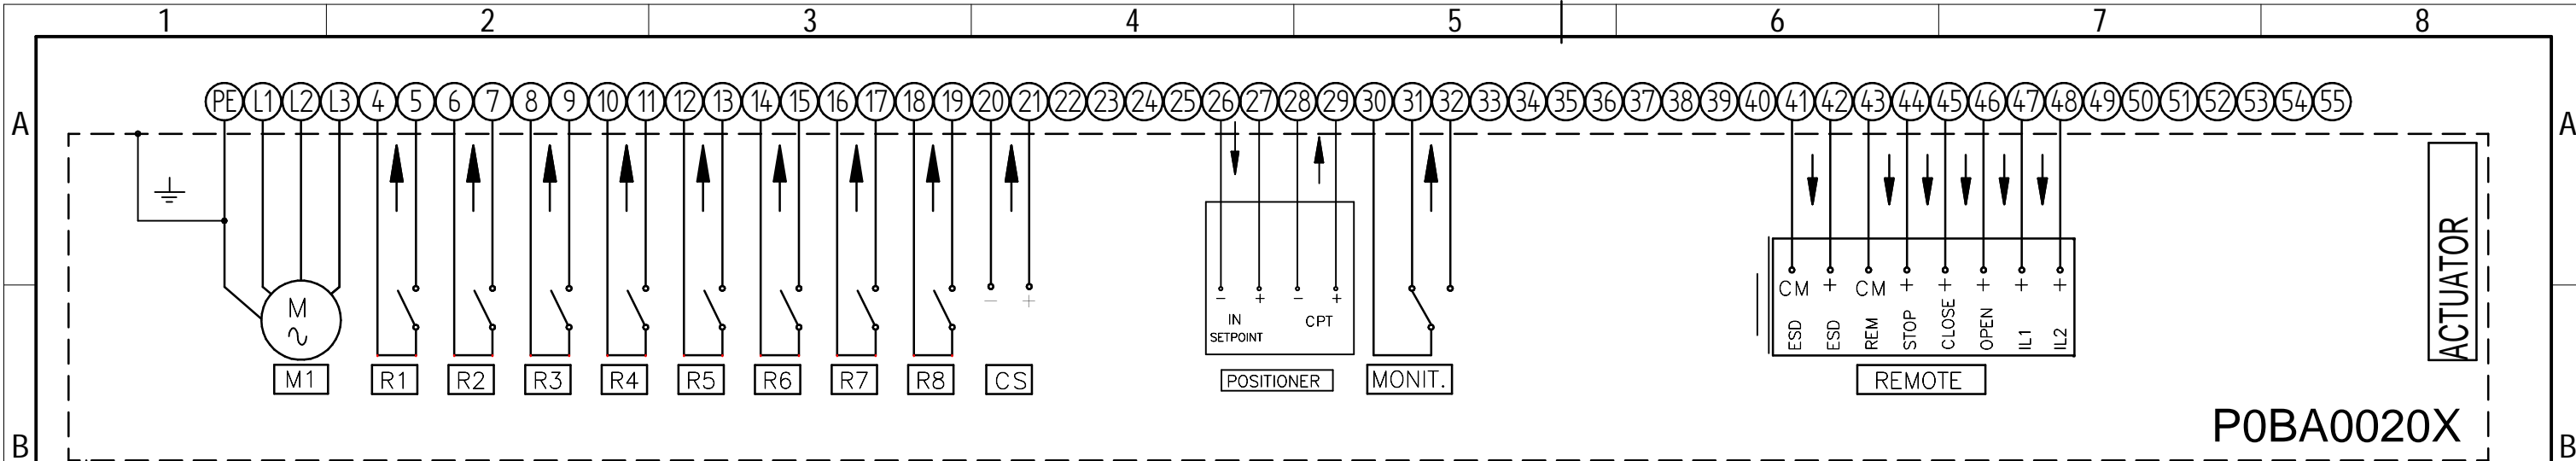 1 2 3 4 5 6 7 8
A A
PE L1 L2 L3 4 5 6 7 8 9 10 11 12 13 14 15 16 17 18 19 20 21 22 23 24 25 26 27 28 29 30 31 32 33 34 35 36 37 38 39 40 41 42 43 44 45 46 47 48 49 50 51 52 53 54 55
ACTUATOR
M
− +
− + − +
IN SETPOINT
CPT
CM + CM + + + + +
ESD ESD REM STOP CLOSE OPEN IL1 IL2
M1 R1 R2 R3 R4 R5 R6 R7 R8 CS POSITIONER MONIT. REMOTE
P0BA0020X
B B